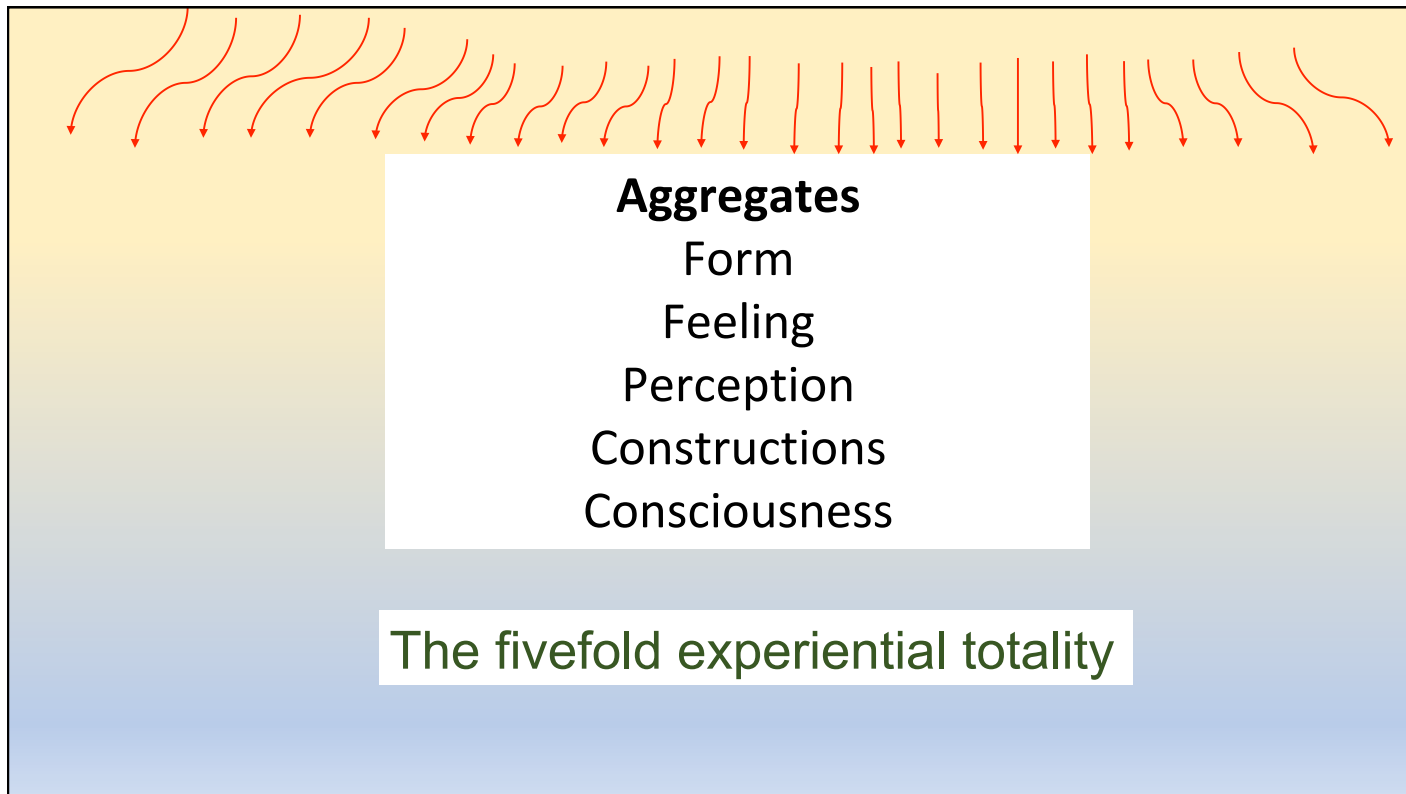 Aggregates
Form
Feeling
Perception
Constructions
Consciousness
The fivefold experiential totality